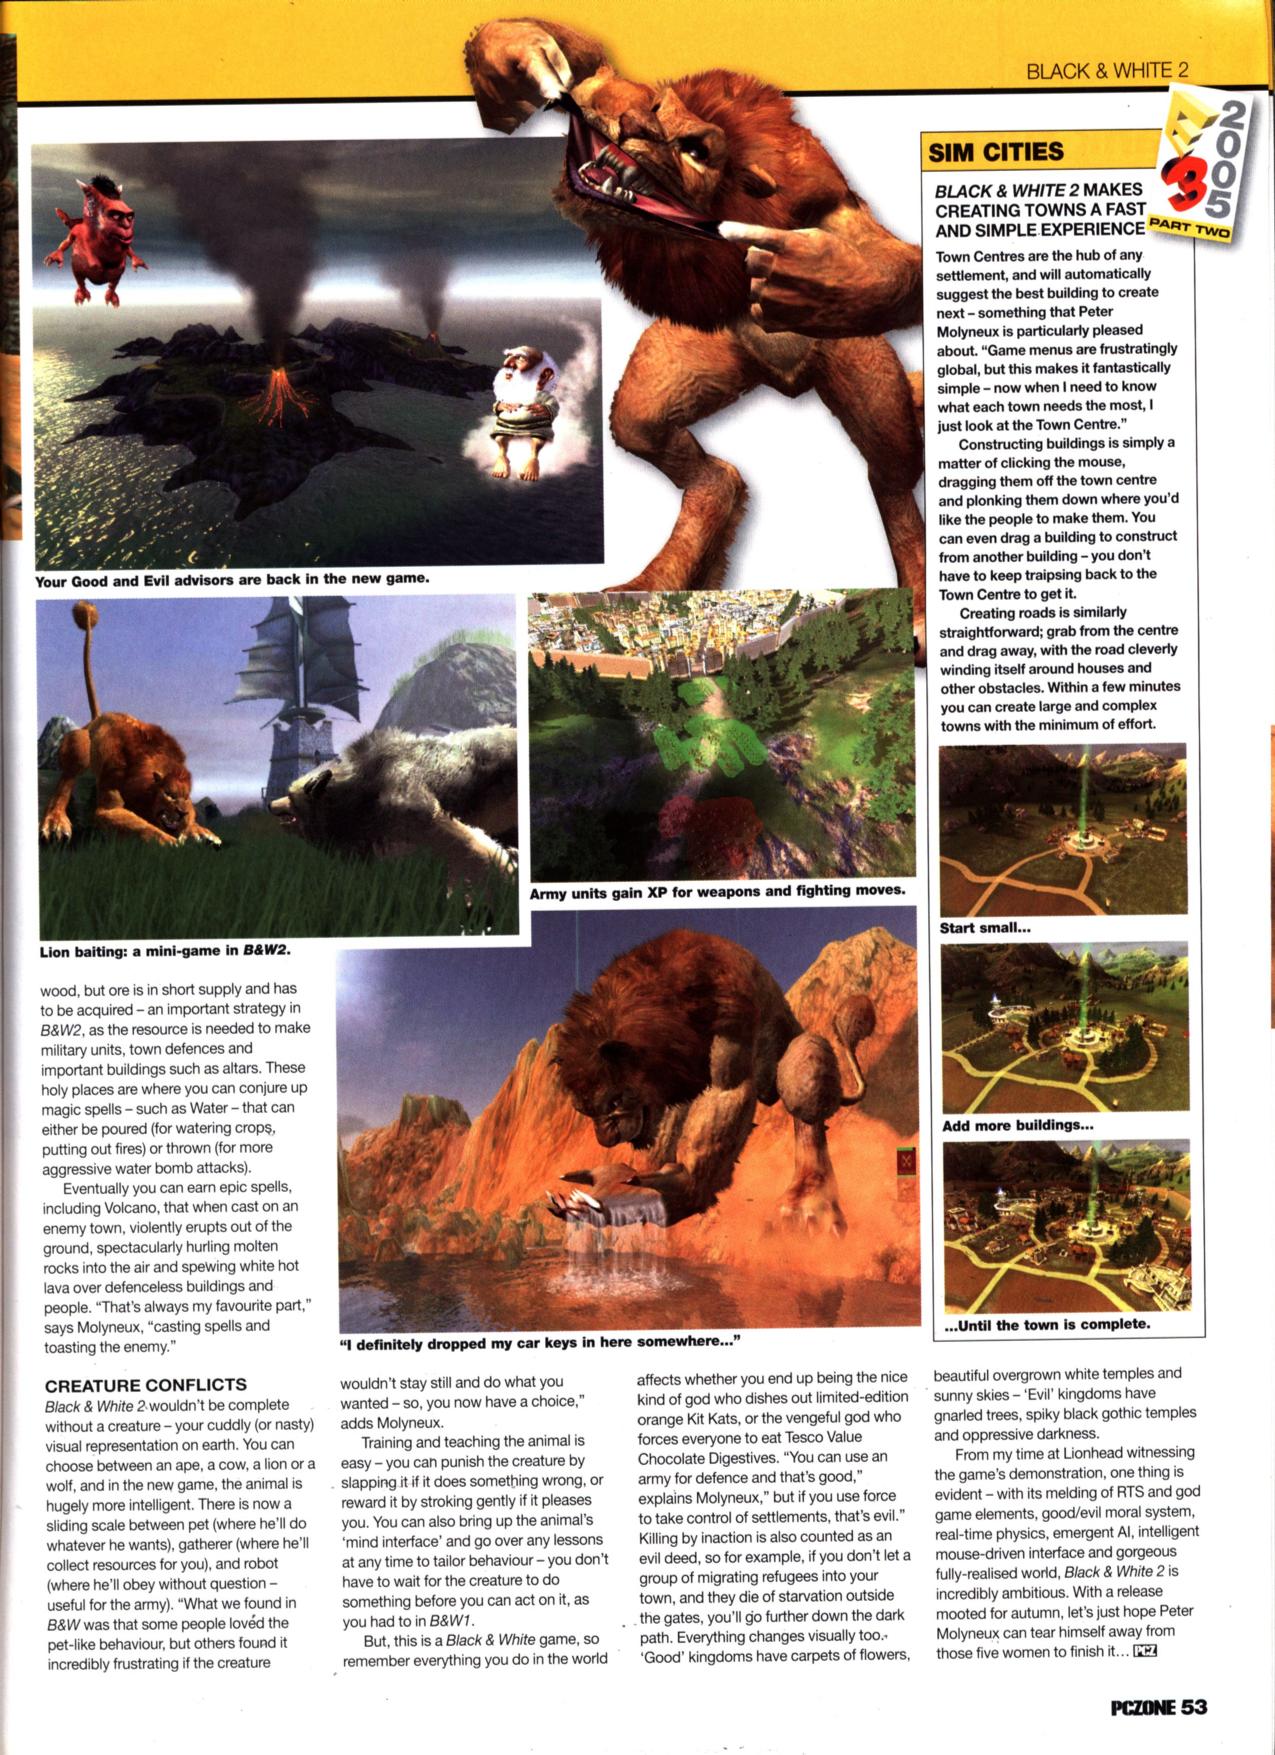 BLACK & WHITE 2
E3
2005
PART TWO
SIM CITIES
BLACK & WHITE 2 MAKES
CREATING TOWNS A FAST
AND SIMPLE EXPERIENCE
Town Centres are the hub of any
settlement, and will automatically
suggest the best building to create
next – something that Peter
Molyneux is particularly pleased
about. “Game menus are frustratingly
global, but this makes it fantastically
simple – now when I need to know
what each town needs the most, I
just look at the Town Centre.”
Constructing buildings is simply a
matter of clicking the mouse,
dragging them off the town centre
and plonking them down where you’d
like the people to make them. You
can even drag a building to construct
from another building – you don’t
have to keep traipsing back to the
Town Centre to get it.
Creating roads is similarly
straightforward; grab from the centre
and drag away, with the road cleverly
winding itself around houses and
other obstacles. Within a few minutes
you can create large and complex
towns with the minimum of effort.
Start small...
Add more buildings...
...Until the town is complete.
Your Good and Evil advisors are back in the new game.
Army units gain XP for weapons and fighting moves.
Lion baiting: a mini-game in B&W2.
“I definitely dropped my car keys in here somewhere...”
wood, but ore is in short supply and has
to be acquired – an important strategy in
B&W2, as the resource is needed to make
military units, town defences and
important buildings such as altars. These
holy places are where you can conjure up
magic spells – such as Water – that can
either be poured (for watering crops,
putting out fires) or thrown (for more
aggressive water bomb attacks).
Eventually you can earn epic spells,
including Volcano, that when cast on an
enemy town, violently erupts out of the
ground, spectacularly hurling molten
rocks into the air and spewing white hot
lava over defenceless buildings and
people. “That’s always my favourite part,”
says Molyneux, “casting spells and
toasting the enemy.”
CREATURE CONFLICTS
Black & White 2 wouldn’t be complete
without a creature – your cuddly (or nasty)
visual representation on earth. You can
choose between an ape, a cow, a lion or a
wolf, and in the new game, the animal is
hugely more intelligent. There is now a
sliding scale between pet (where he’ll do
whatever he wants), gatherer (where he’ll
collect resources for you), and robot
(where he’ll obey without question –
useful for the army). “What we found in
B&W was that some people loved the
pet-like behaviour, but others found it
incredibly frustrating if the creature
wouldn’t stay still and do what you
wanted – so, you now have a choice,”
adds Molyneux.
Training and teaching the animal is
easy – you can punish the creature by
slapping it if it does something wrong, or
reward it by stroking gently if it pleases
you. You can also bring up the animal’s
‘mind interface’ and go over any lessons
at any time to tailor behaviour – you don’t
have to wait for the creature to do
something before you can act on it, as
you had to in B&W1.
But, this is a Black & White game, so
remember everything you do in the world
affects whether you end up being the nice
kind of god who dishes out limited-edition
orange Kit Kats, or the vengeful god who
forces everyone to eat Tesco Value
Chocolate Digestives. “You can use an
army for defence and that’s good,”
explains Molyneux,” but if you use force
to take control of settlements, that’s evil.”
Killing by inaction is also counted as an
evil deed, so for example, if you don’t let a
group of migrating refugees into your
town, and they die of starvation outside
the gates, you’ll go further down the dark
path. Everything changes visually too.
‘Good’ kingdoms have carpets of flowers,
beautiful overgrown white temples and
sunny skies – ‘Evil’ kingdoms have
gnarled trees, spiky black gothic temples
and oppressive darkness.
From my time at Lionhead witnessing
the game’s demonstration, one thing is
evident – with its melding of RTS and god
game elements, good/evil moral system,
real-time physics, emergent AI, intelligent
mouse-driven interface and gorgeous
fully-realised world, Black & White 2 is
incredibly ambitious. With a release
mooted for autumn, let’s just hope Peter
Molyneux can tear himself away from
those five women to finish it... PCZ
PCZONE 53